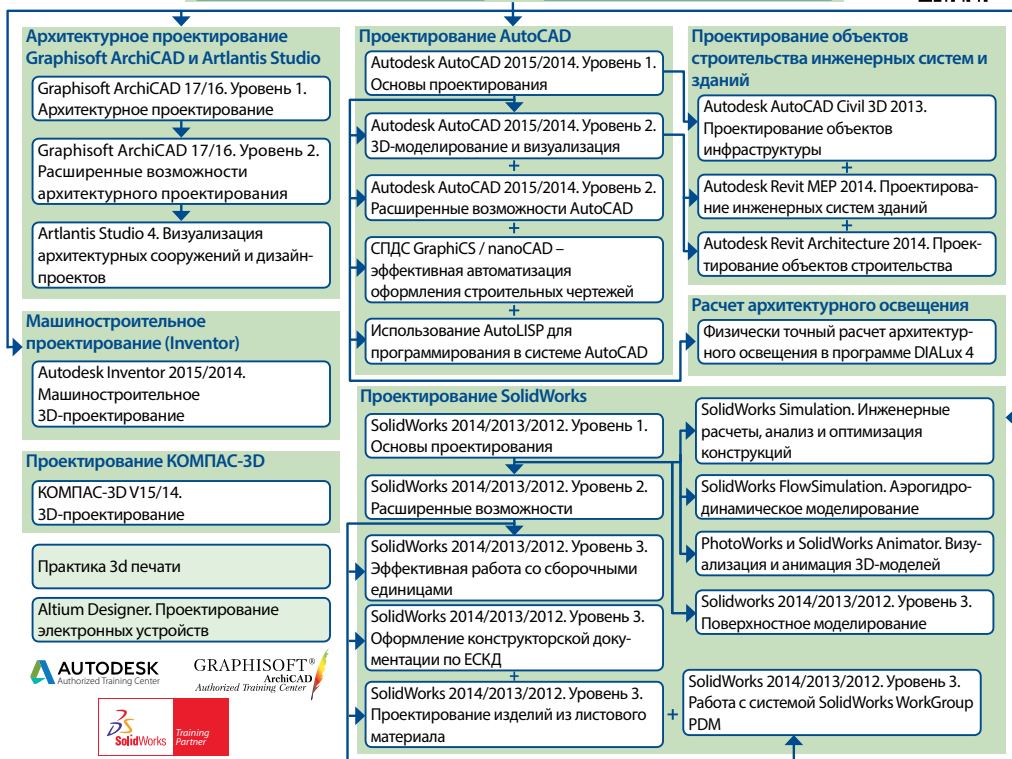 Архитектурное проектирование
Graphisoft ArchiCAD и Artlantis Studio
Graphisoft ArchiCAD 17/16. Уровень 1.
Архитектурное проектирование
Graphisoft ArchiCAD 17/16. Уровень 2.
Расширенные возможности
архитектурного проектирования
Artlantis Studio 4. Визуализация
архитектурных сооружений и дизайн-
проектов
Машиностроительное
проектирование (Inventor)
Autodesk Inventor 2015/2014.
Машиностроительное
3D-проектирование
Проектирование КОМПАС-3D
КОМПАС-3D V15/14.
3D-проектирование
Практика 3d печати
Altium Designer. Проектирование
электронных устройств
AUTODESK
Authorized Training Center
GRAPHISOFT®
ArchiCAD
Authorized Training Center
SolidWorks
Training
Partner
Проектирование AutoCAD
Autodesk AutoCAD 2015/2014. Уровень 1.
Основы проектирования
Autodesk AutoCAD 2015/2014. Уровень 2.
3D-моделирование и визуализация
+
Autodesk AutoCAD 2015/2014. Уровень 2.
Расширенные возможности AutoCAD
+
СПДС GraphiCS / nanoCAD –
эффективная автоматизация
оформления строительных чертежей
+
Использование AutoLISP для
программирования в системе AutoCAD
Проектирование объектов
строительства инженерных систем и
зданий
Autodesk AutoCAD Civil 3D 2013.
Проектирование объектов
инфраструктуры
+
Autodesk Revit MEP 2014. Проектирова-
ние инженерных систем зданий
+
Autodesk Revit Architecture 2014. Проек-
тирование объектов строительства
Расчет архитектурного освещения
Физически точный расчет архитектур-
ного освещения в программе DIALux 4
Проектирование SolidWorks
SolidWorks 2014/2013/2012. Уровень 1.
Основы проектирования
SolidWorks 2014/2013/2012. Уровень 2.
Расширенные возможности
SolidWorks 2014/2013/2012. Уровень 3.
Эффективная работа со сборочными
единицами
SolidWorks 2014/2013/2012. Уровень 3.
Оформление конструкторской доку-
ментации по ЕСКД
+
SolidWorks 2014/2013/2012. Уровень 3.
Проектирование изделий из листового
материала
+
SolidWorks Simulation. Инженерные
расчеты, анализ и оптимизация
конструкций
SolidWorks FlowSimulation. Аэрогидро-
динамическое моделирование
PhotoWorks и SolidWorks Animator. Визу-
ализация и анимация 3D-моделей
Solidworks 2014/2013/2012. Уровень 3.
Поверхностное моделирование
SolidWorks 2014/2013/2012. Уровень 3.
Работа с системой SolidWorks WorkGroup
PDM